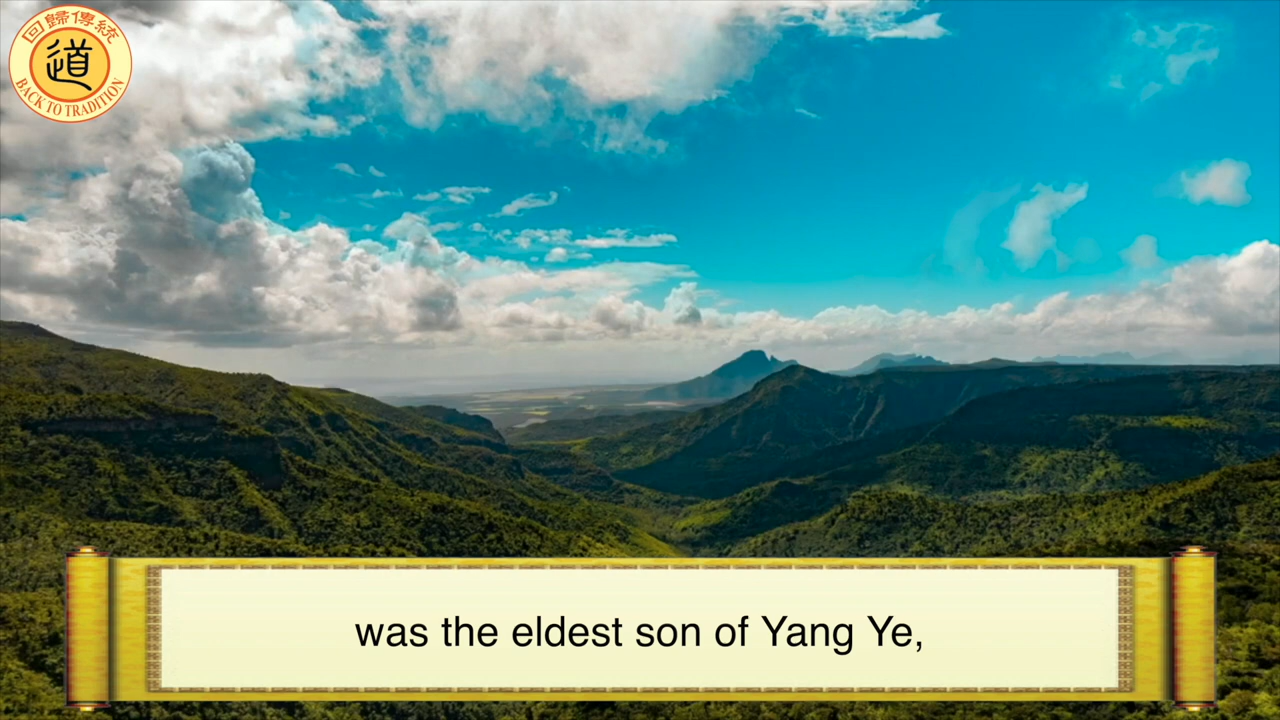 回歸傳統
道
BACK TO TRADITION
was the eldest son of Yang Ye,